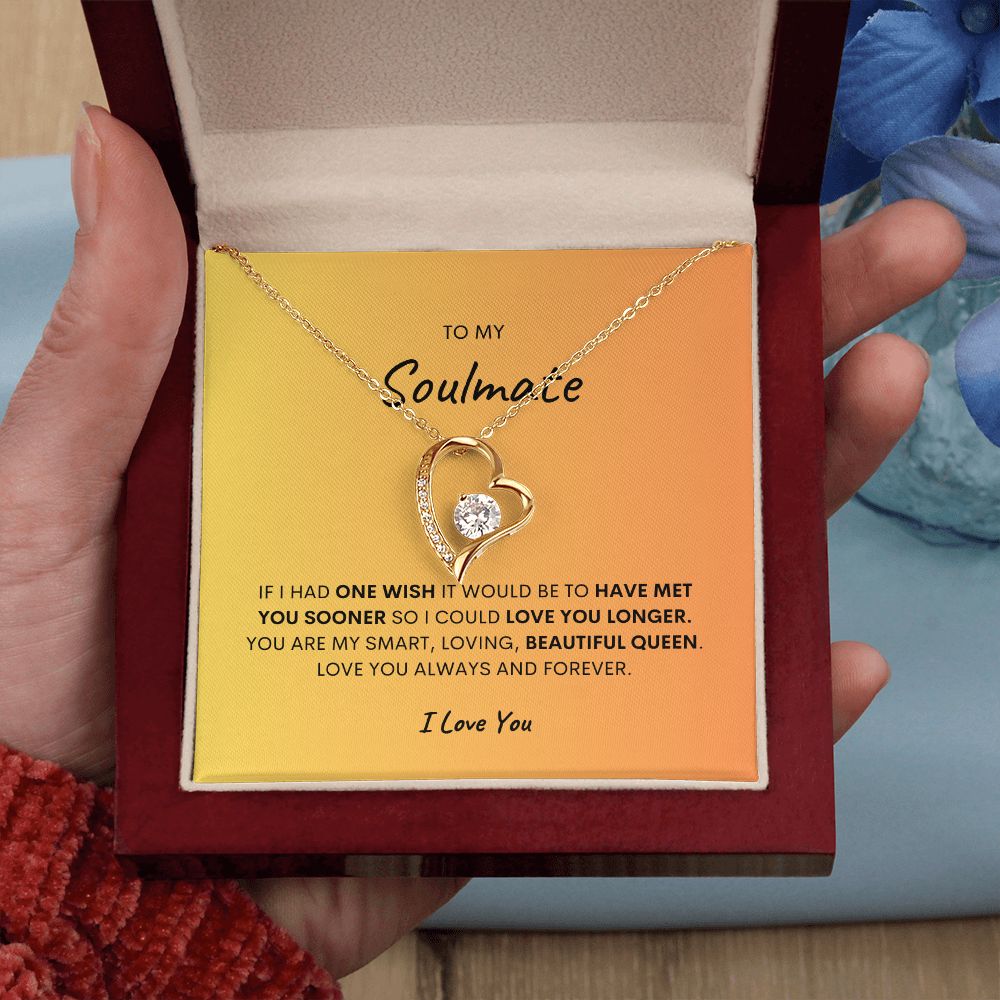 TO MY
Soulmate
IF I HAD ONE WISH IT WOULD BE TO HAVE MET
YOU SOONER SO I COULD LOVE YOU LONGER.
YOU ARE MY SMART, LOVING, BEAUTIFUL QUEEN.
LOVE YOU ALWAYS AND FOREVER.
I Love You